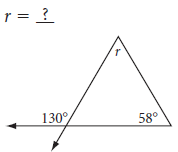 r = ?
r
130°
58°